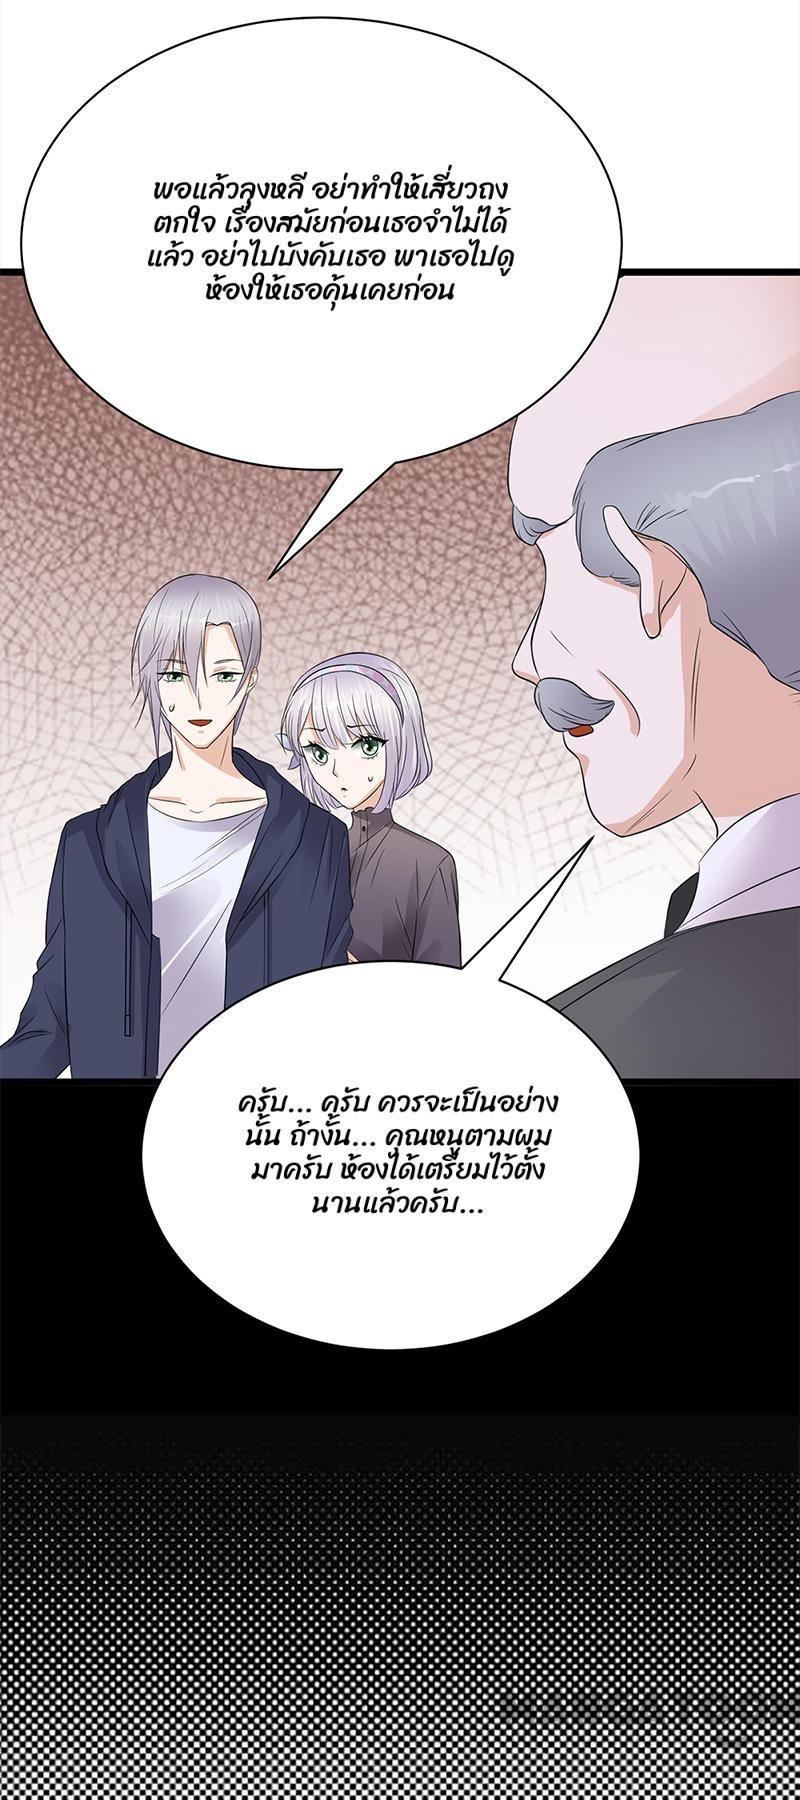 พอแล้วลุงหลี อย่าทำให้เสี่ยวถง
ตกใจ เรื่องสมัยก่อนเธอจำไม่ได้
แล้ว อย่าไปบังคับเธอ พาเธอไปดู
ห้องให้เธอคุ้นเคยก่อน
ครับ... ครับ ควรจะเป็นอย่าง
นั้น ถ้างั้น... คุณหนูตามผม
มาครับ ห้องได้เตรียมไว้ตั้ง
นานแล้วครับ...